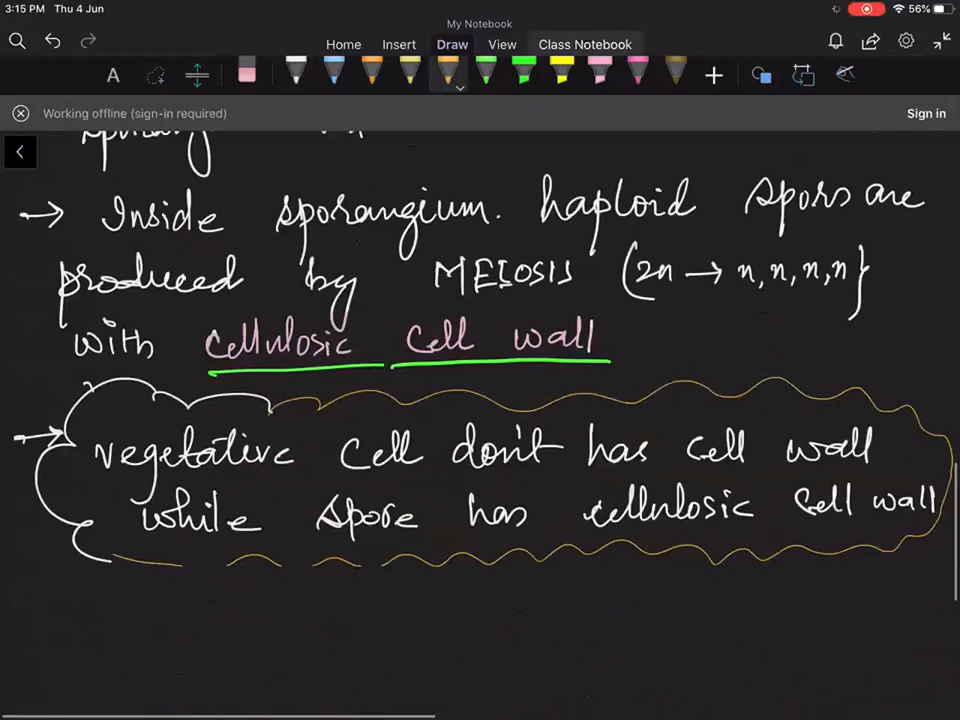 3:15 PM Thu 4 Jun 56%
My Notebook
Home Insert Draw View Class Notebook
Working offline (sign-in required) Sign in
→ Inside sporangium. haploid spors are
produced by MEIOSIS (2n → n, n, n, n}
with cellulosic cell wall
→ vegetative cell don't has cell wall
while spore has cellulosic cell wall